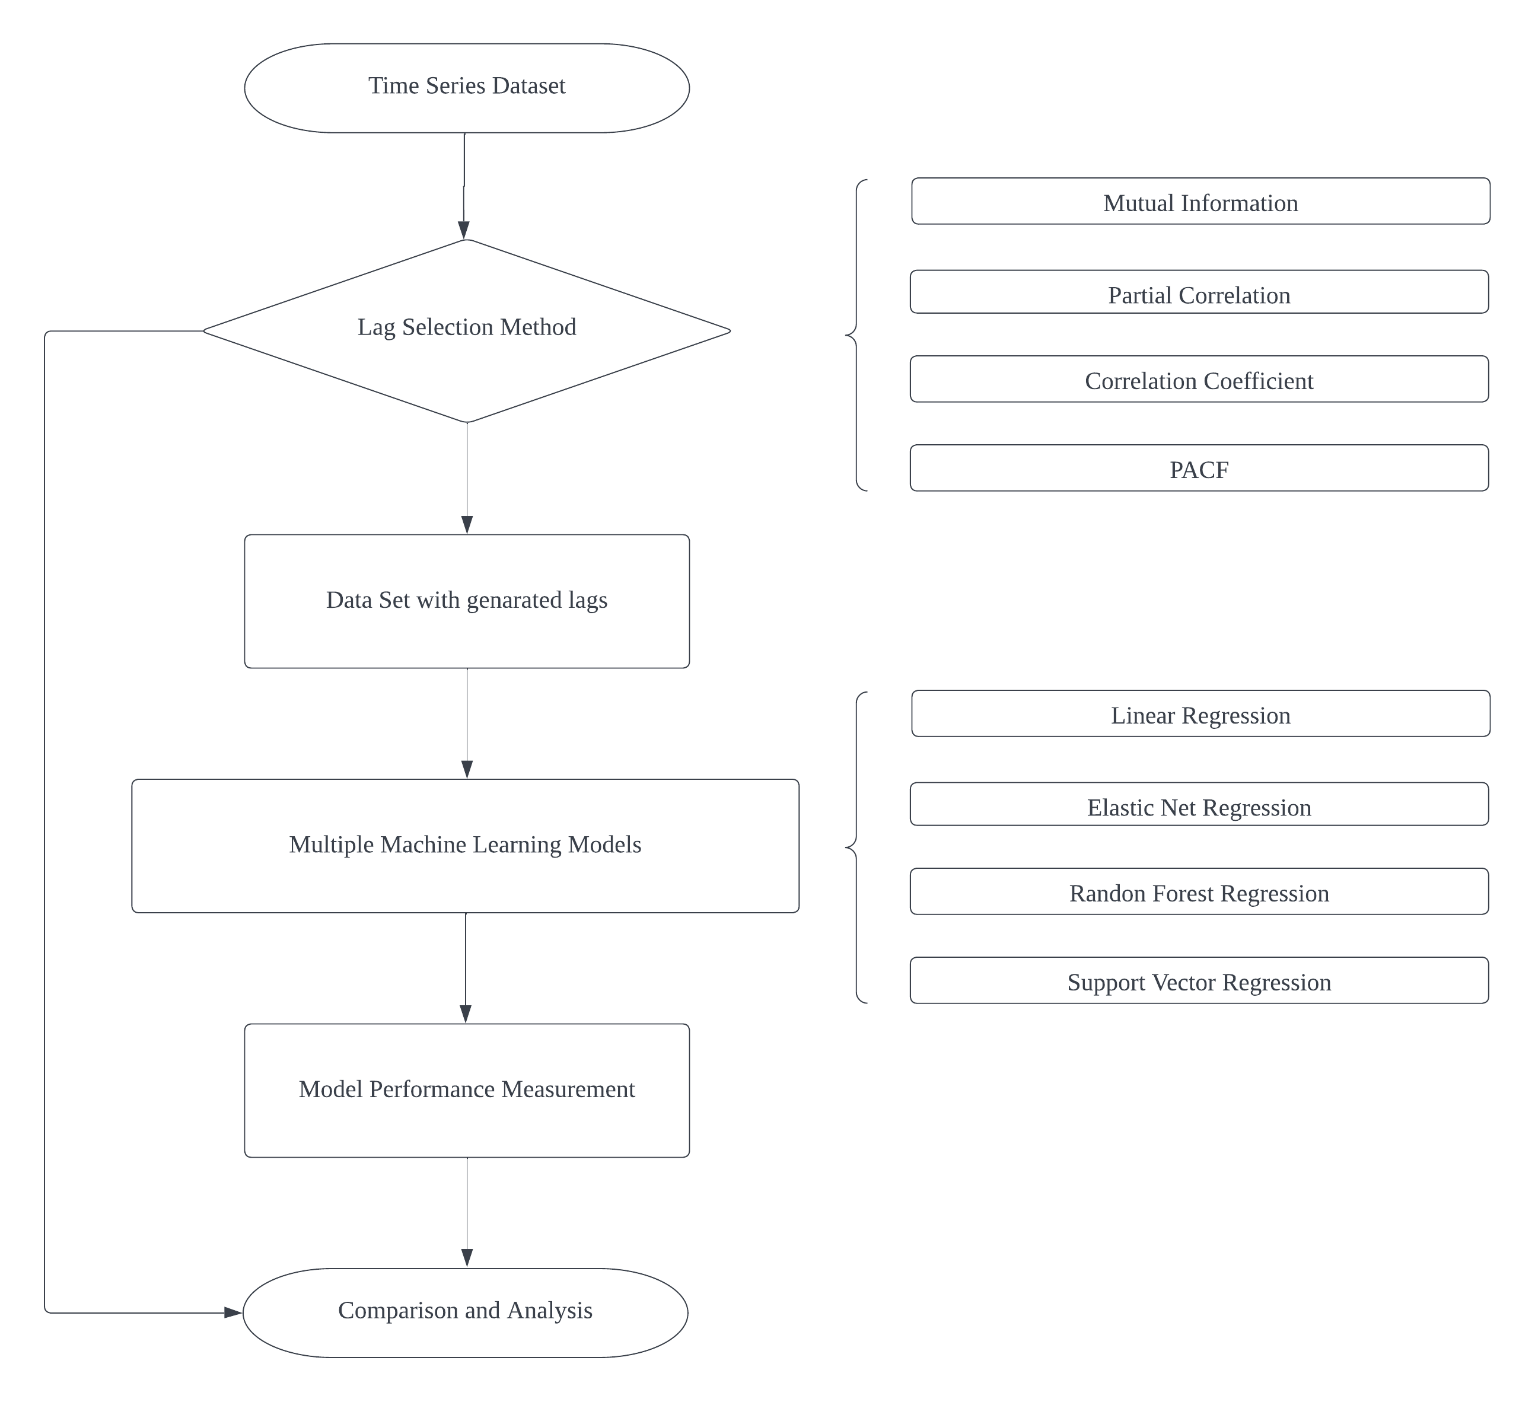 Time Series Dataset
Lag Selection Method
Mutual Information
Partial Correlation
Correlation Coefficient
PACF
Data Set with genarated lags
Multiple Machine Learning Models
Linear Regression
Elastic Net Regression
Randon Forest Regression
Support Vector Regression
Model Performance Measurement
Comparison and Analysis